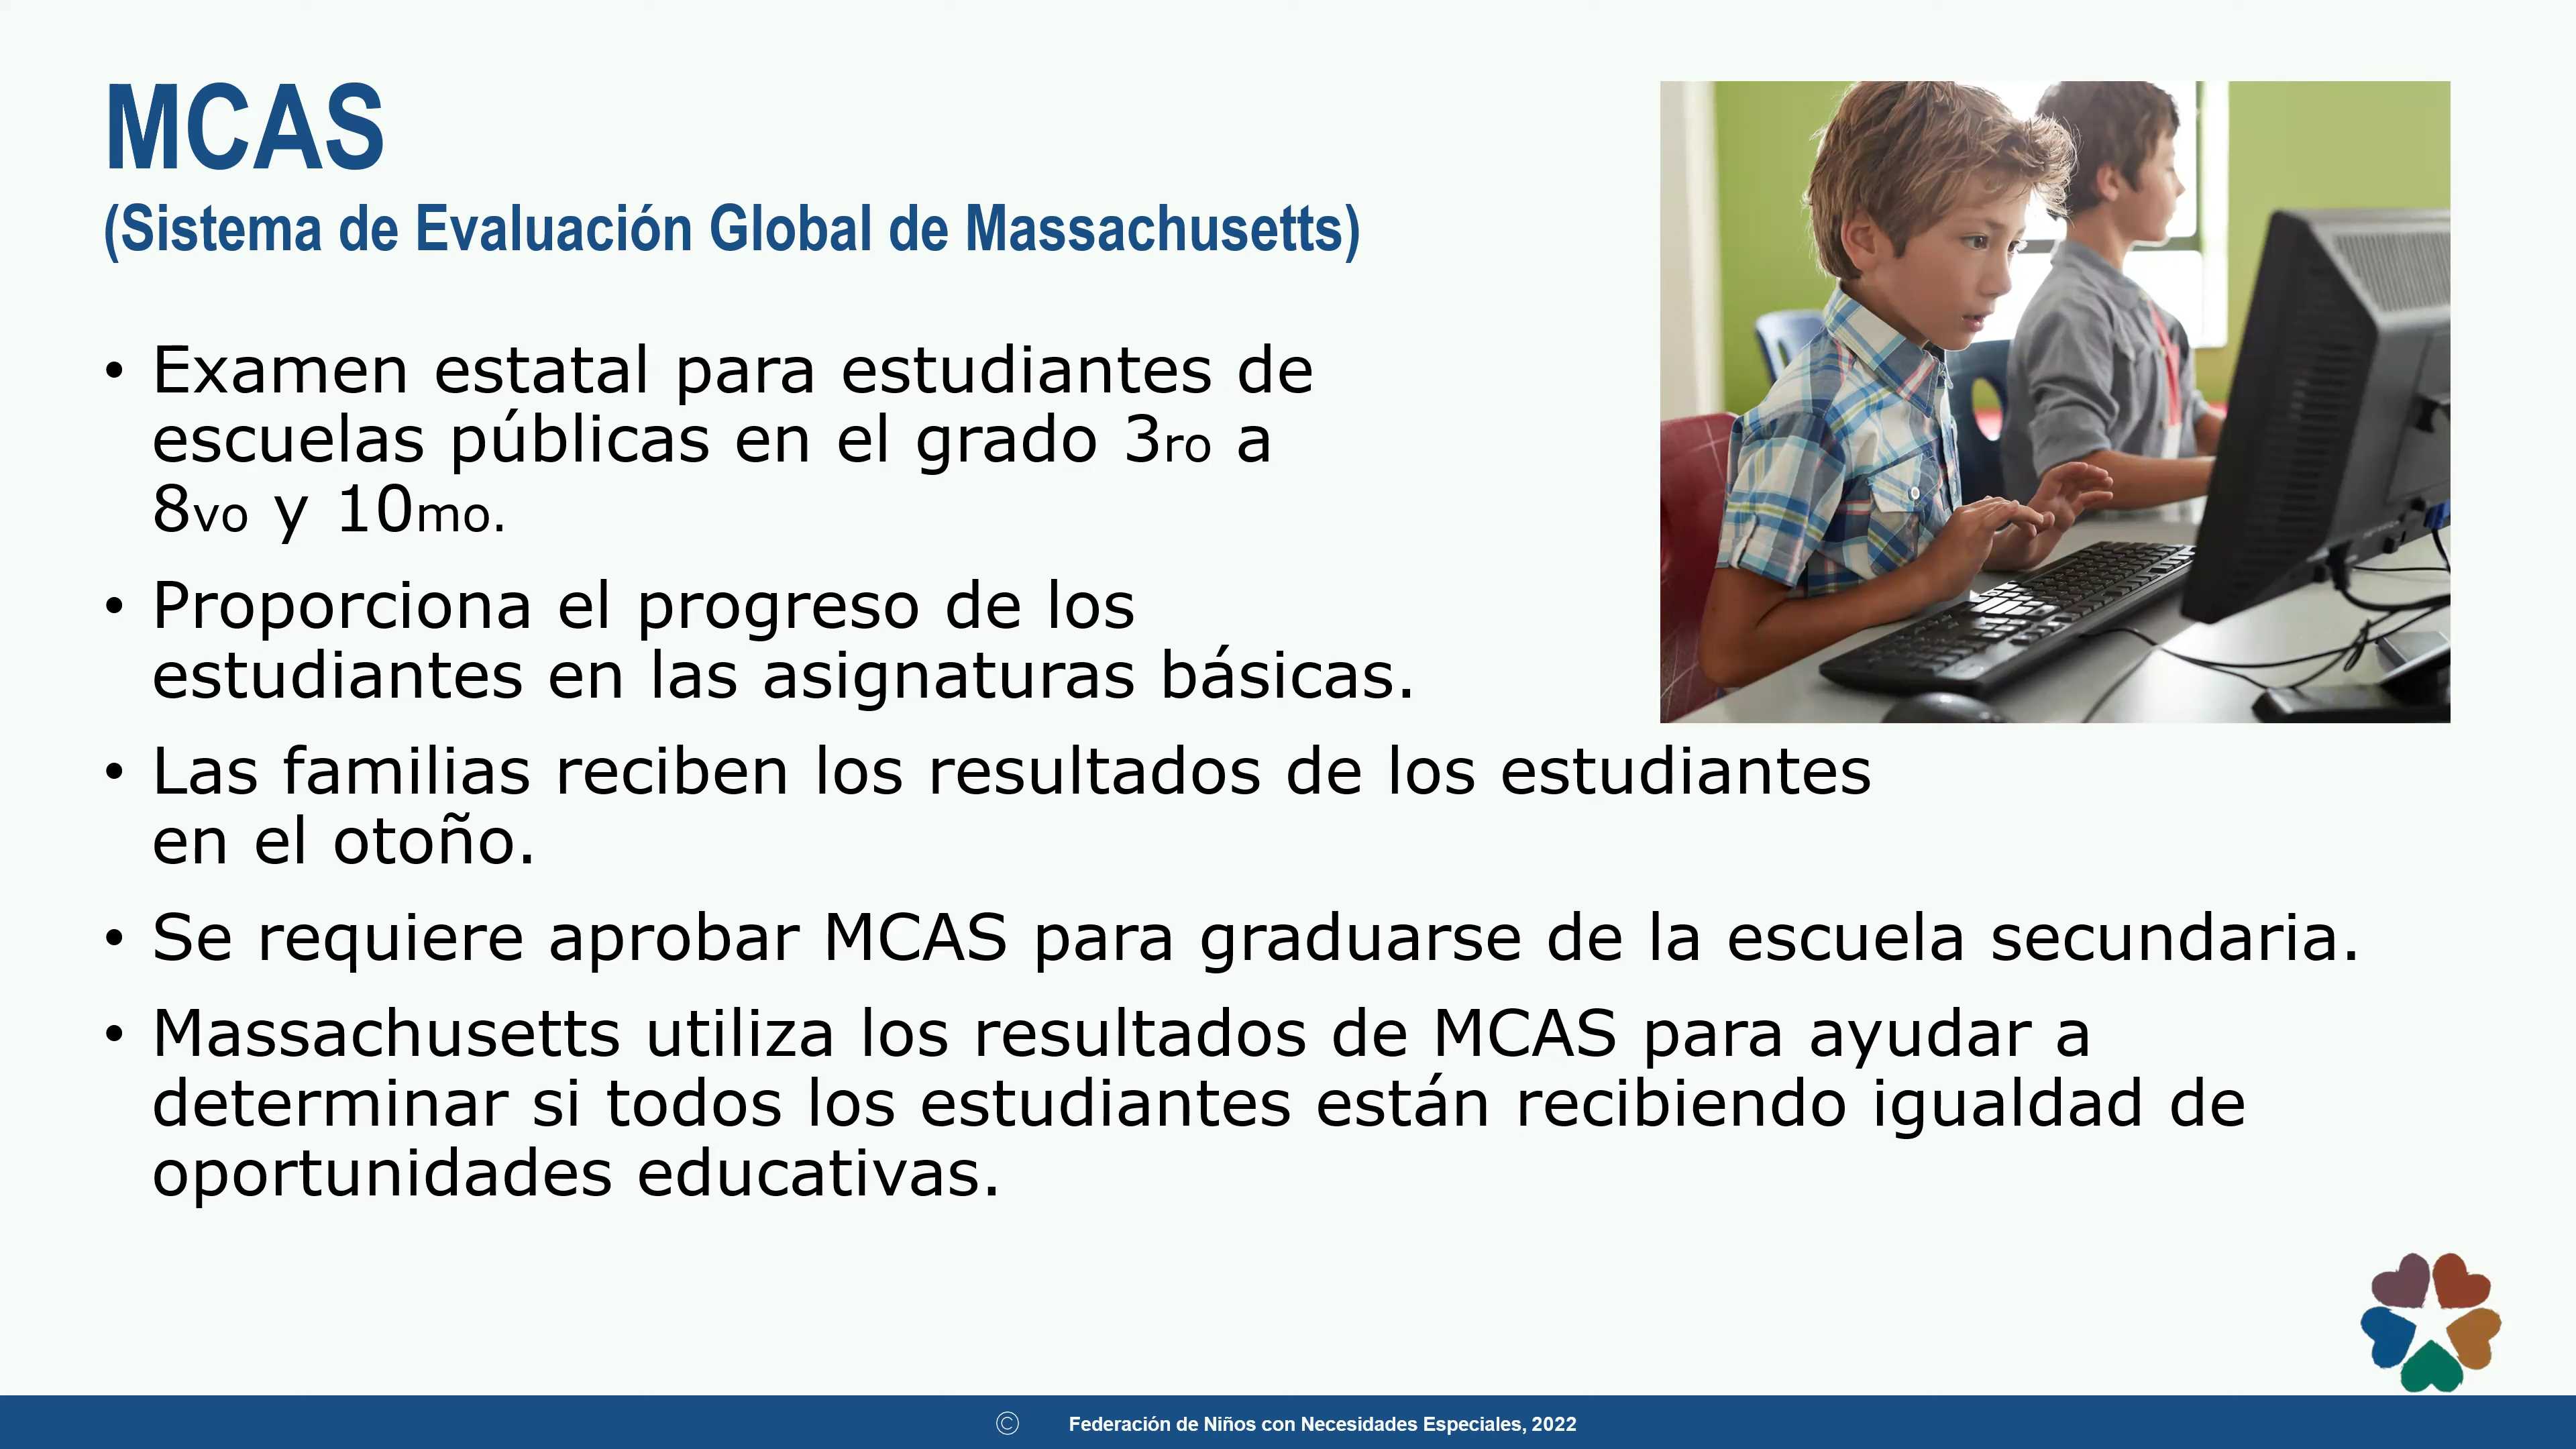 MCAS
(Sistema de Evaluación Global de Massachusetts)
• Examen estatal para estudiantes de
escuelas públicas en el grado 3ro a
8vo y 10mo.
• Proporciona el progreso de los
estudiantes en las asignaturas básicas.
• Las familias reciben los resultados de los estudiantes
en el otoño.
• Se requiere aprobar MCAS para graduarse de la escuela secundaria.
• Massachusetts utiliza los resultados de MCAS para ayudar a
determinar si todos los estudiantes están recibiendo igualdad de
oportunidades educativas.
© Federación de Niños con Necesidades Especiales, 2022